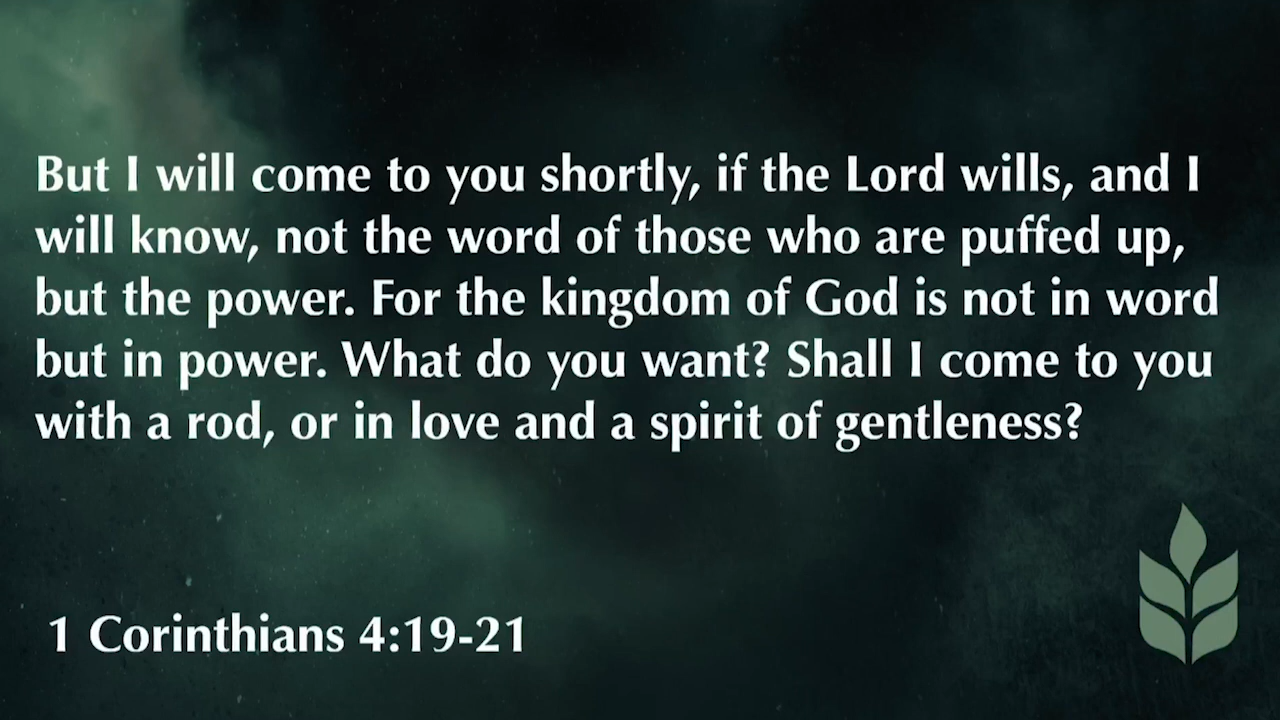 But I will come to you shortly, if the Lord wills, and I
will know, not the word of those who are puffed up,
but the power. For the kingdom of God is not in word
but in power. What do you want? Shall I come to you
with a rod, or in love and a spirit of gentleness?
1 Corinthians 4:19-21